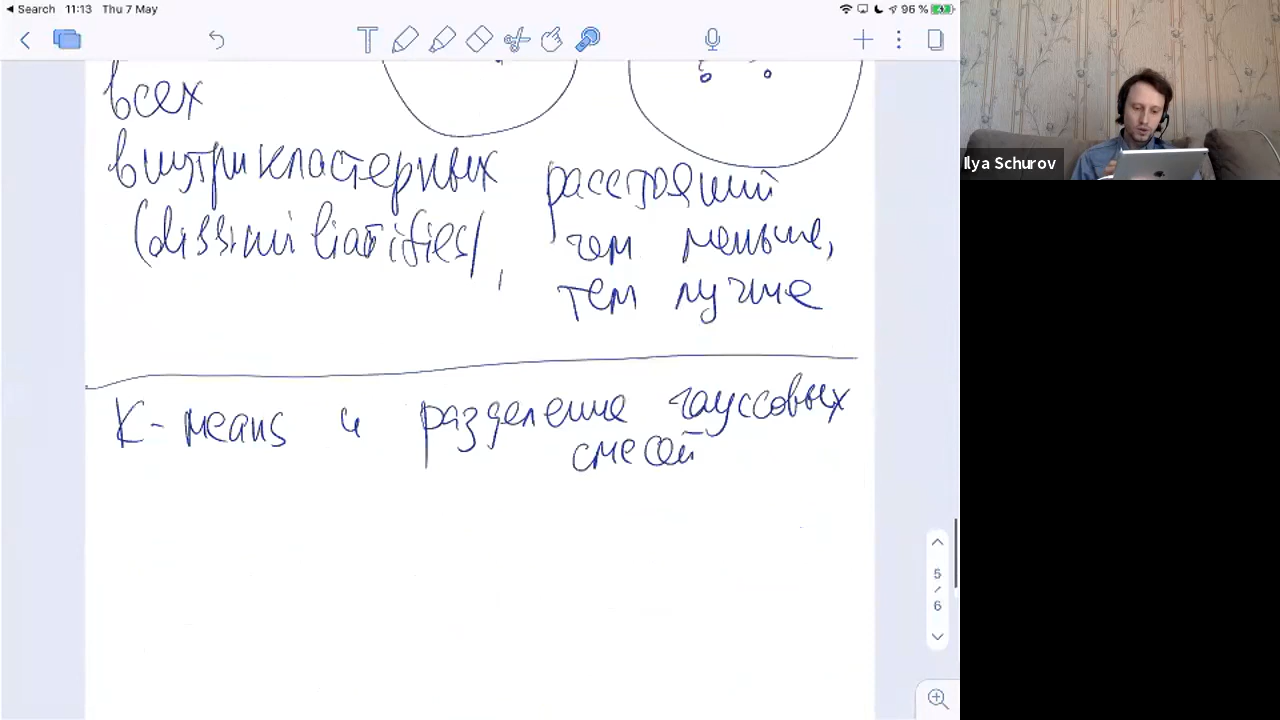 Search 11:13 Thu 7 May
96 %
всех
внутрикластерных расстояний
(dissimiliatities), чем меньше,
тем лучше
K-means и разделение гауссовых
смесей
5
/
6
Ilya Schurov